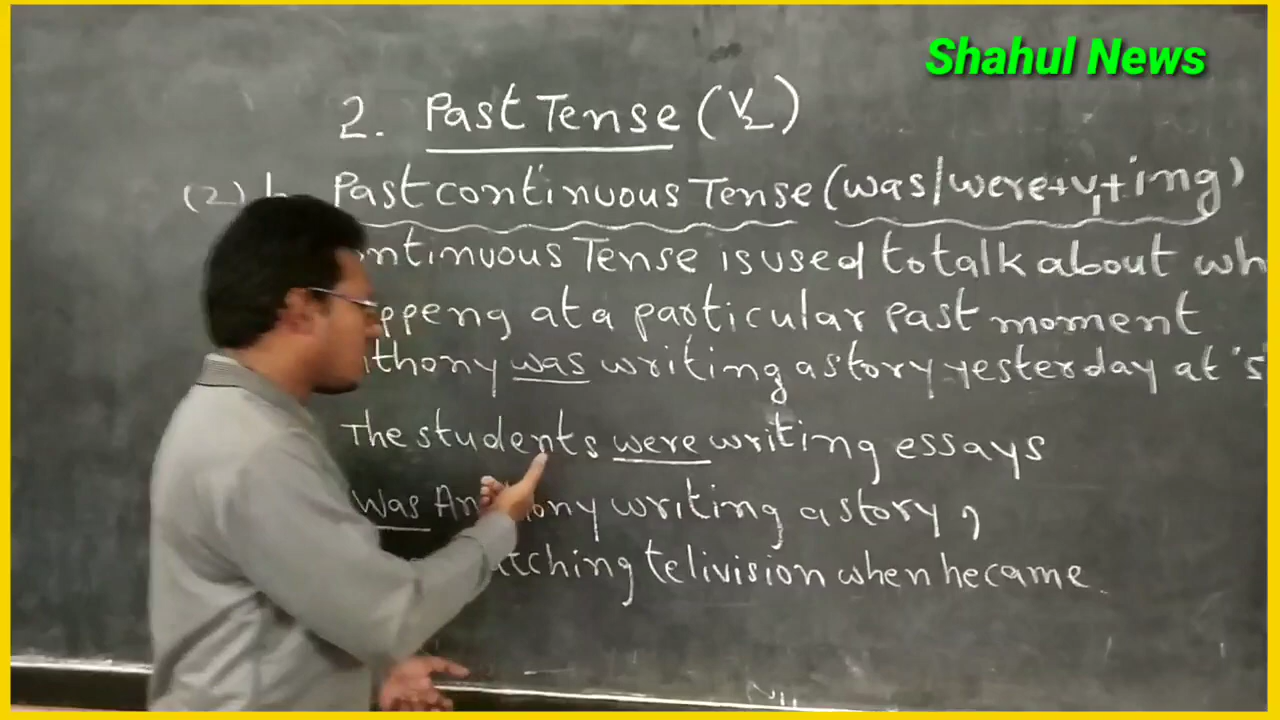 Shahul News
2. Past Tense (V2)
(2) b. Past continuous Tense (was/were+V1+ing)
ntinuous Tense is used to talk about wh
ppeng at a particular past moment
thony was writing a story yesterday at '5
The students were writing essays
Was An ony writing a story ?
tching telivision when he came.